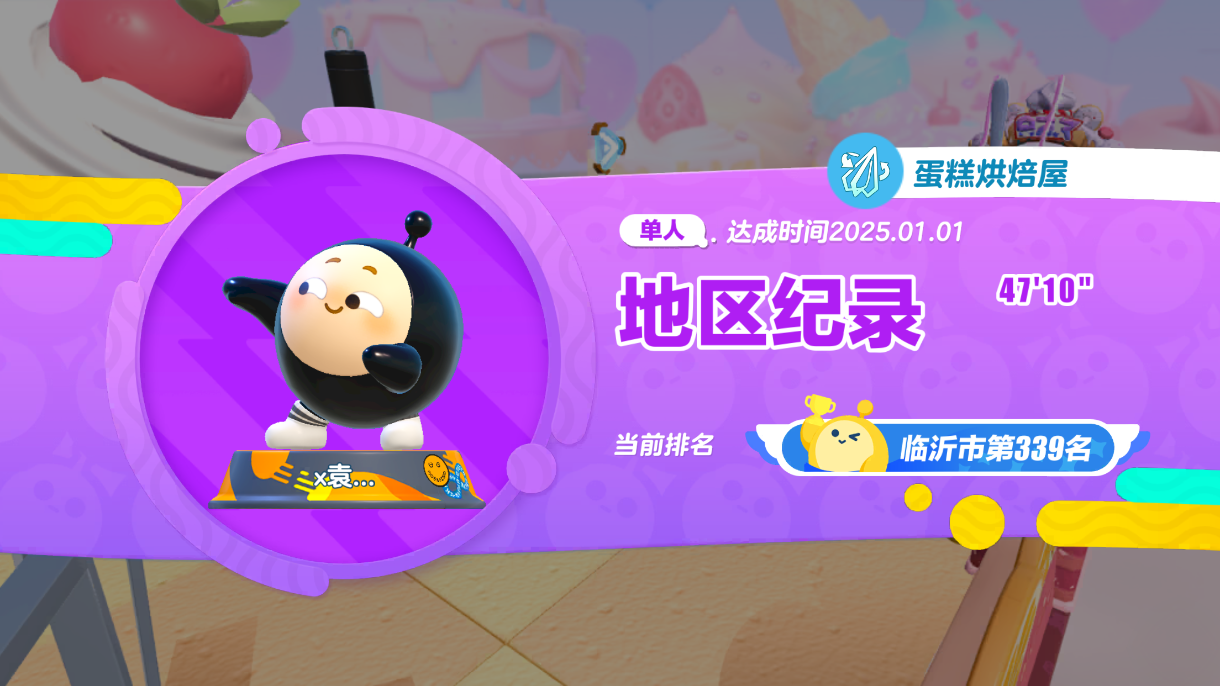 蛋糕烘焙屋
单人
达成时间2025.01.01
地区纪录
47'10"
当前排名
临沂市第339名
x袁...